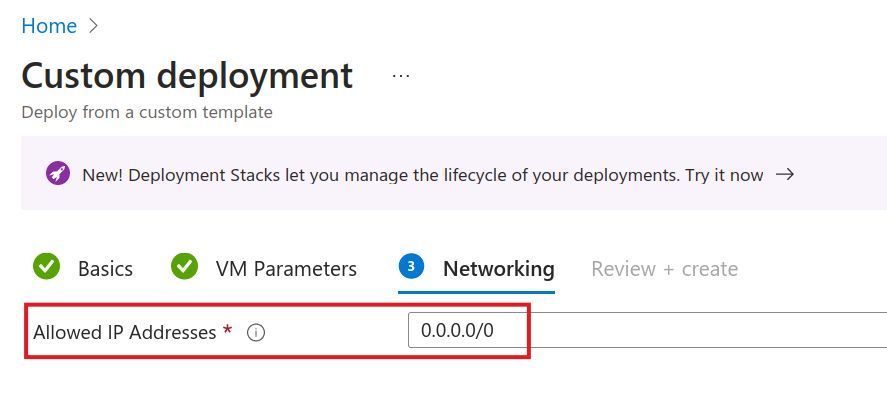 Home >
Custom deployment ...
Deploy from a custom template
New! Deployment Stacks let you manage the lifecycle of your deployments. Try it now →
Basics VM Parameters 3 Networking Review + create
Allowed IP Addresses * 0.0.0.0/0